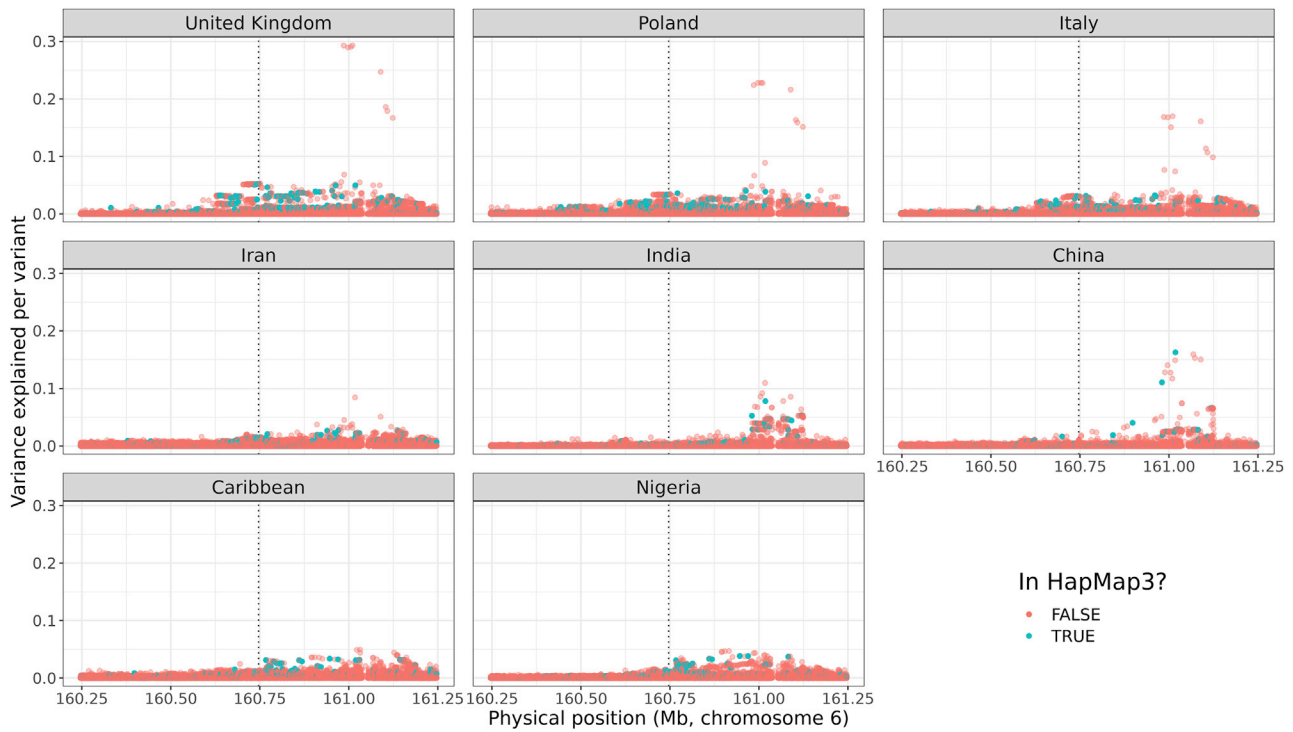 United Kingdom
Poland
Italy
0.3
0.2
0.1
0.0
Iran
India
China
0.3
0.2
0.1
0.0
160.25 160.50 160.75 161.00 161.25
Caribbean
Nigeria
0.3
0.2
0.1
0.0
160.25 160.50 160.75 161.00 161.25
160.25 160.50 160.75 161.00 161.25
Variance explained per variant
Physical position (Mb, chromosome 6)
In HapMap3?
FALSE
TRUE